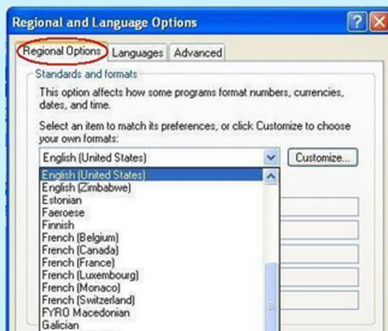 Regional and Language Options
Regional Options Languages Advanced
Standards and formats
This option affects how some programs format numbers, currencies,
dates, and time.
Select an item to match its preferences, or click Customize to choose
your own formats:
English (United States) Customize...
English (United States)
English (Zimbabwe)
Estonian
Faeroese
Finnish
French (Belgium)
French (Canada)
French (France)
French (Luxembourg)
French (Monaco)
French (Switzerland)
FYRO Macedonian
Galician